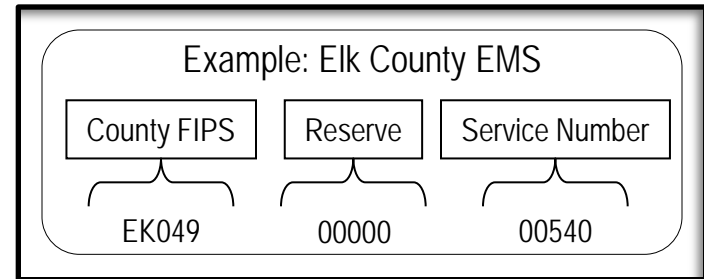 Example: Elk County EMS
County FIPS Reserve Service Number
EK049 00000 00540